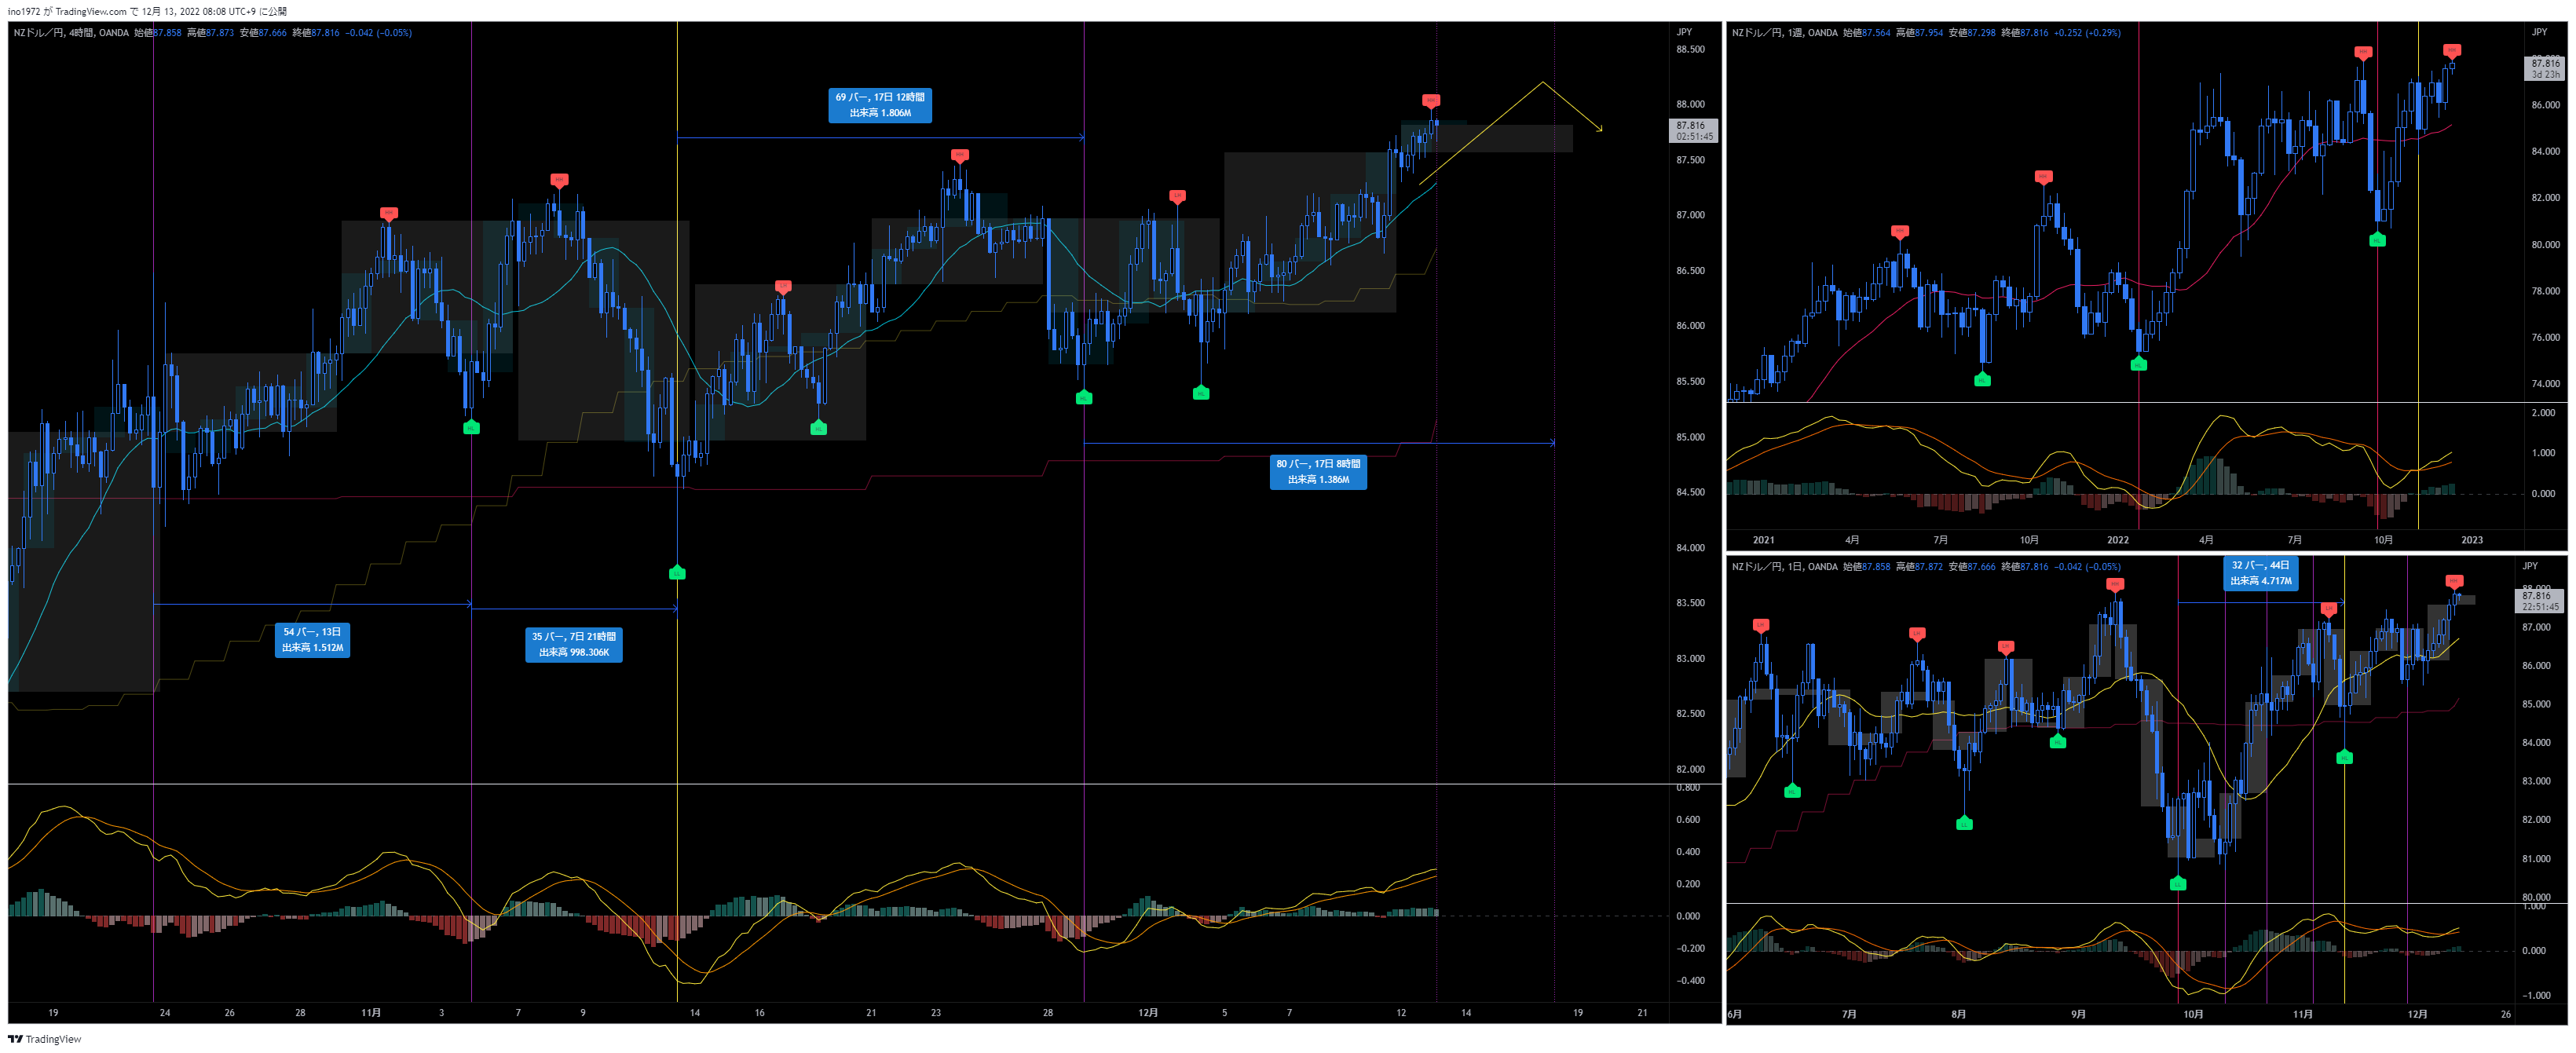 ino1972 が TradingView.com で 12月 13, 2022 08:08 UTC+9 に公開
NZドル／円, 4時間, OANDA 始値87.858 高値87.873 安値87.666 終値87.816 −0.042 (−0.05%)
JPY
88.500
88.000
87.816
02:51:45
87.500
87.000
86.500
86.000
85.500
85.000
84.500
84.000
83.500
83.000
82.500
82.000
69 バー, 17日 12時間
出来高 1.806M
80 バー, 17日 8時間
出来高 1.386M
54 バー, 13日
出来高 1.512M
35 バー, 7日 21時間
出来高 998.306K
0.800
0.600
0.400
0.200
0.000
−0.200
−0.400
19 24 26 28 11月 3 7 9 14 16 21 23 28 12月 5 7 12 14 19 21
NZドル／円, 1週, OANDA 始値87.564 高値87.954 安値87.298 終値87.816 +0.252 (+0.29%)
JPY
87.816
3d 23h
86.000
84.000
82.000
80.000
78.000
76.000
74.000
2.000
1.000
0.000
2021 4月 7月 10月 2022 4月 7月 10月 2023
NZドル／円, 1日, OANDA 始値87.858 高値87.872 安値87.666 終値87.816 −0.042 (−0.05%)
32 バー, 44日
出来高 4.717M
JPY
88.000
87.816
22:51:45
87.000
86.000
85.000
84.000
83.000
82.000
81.000
80.000
1.000
0.000
−1.000
6月 7月 8月 9月 10月 11月 12月 26
TradingView